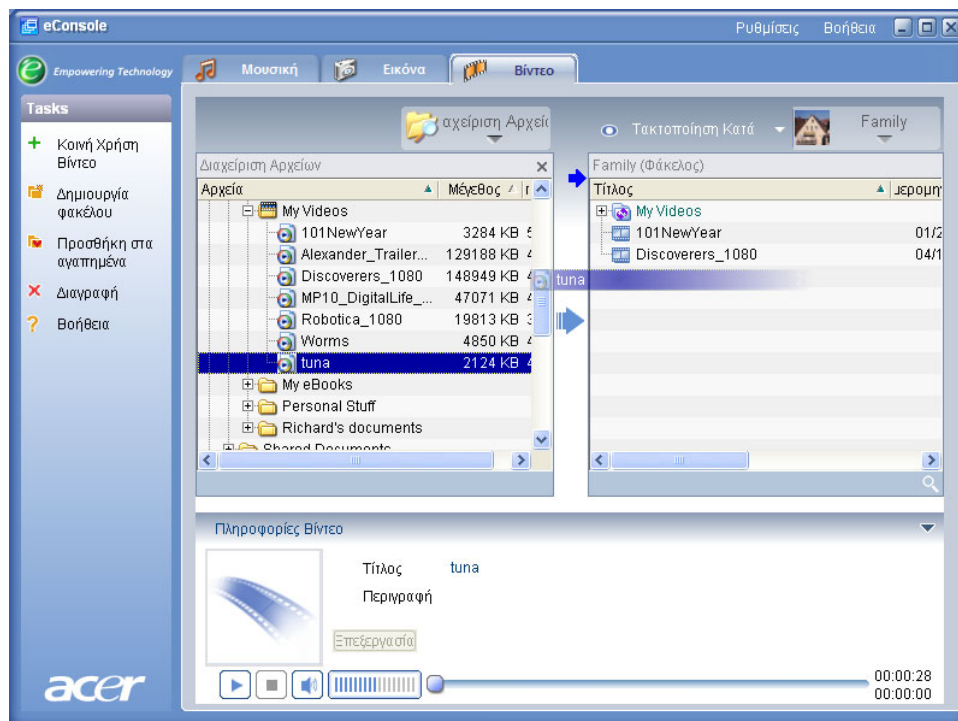 eConsole
Ρυθμίσεις Βοήθεια
Empowering Technology
Μουσική Εικόνα Βίντεο
Tasks
Κοινή Χρήση Βίντεο
Δημιουργία φακέλου
Προσθήκη στα αγαπημένα
Διαγραφή
Βοήθεια
αχείριση Αρχεί
Τακτοποίηση Κατά
Family
Διαχείριση Αρχείων
Αρχεία Μέγεθος
My Videos
101NewYear 3284 KB
Alexander_Trailer... 129188 KB
Discoverers_1080 148949 KB
MP10_DigitalLife_... 47071 KB
Robotica_1080 19813 KB
Worms 4850 KB
tuna 2124 KB
My eBooks
Personal Stuff
Richard's documents
Shared Documents
Family (Φάκελος)
Τίτλος ιερομην
My Videos
101NewYear 01/2
Discoverers_1080 04/1
tuna
Πληροφορίες Βίντεο
Τίτλος tuna
Περιγραφή
Επεξεργασία
00:00:28
00:00:00
acer